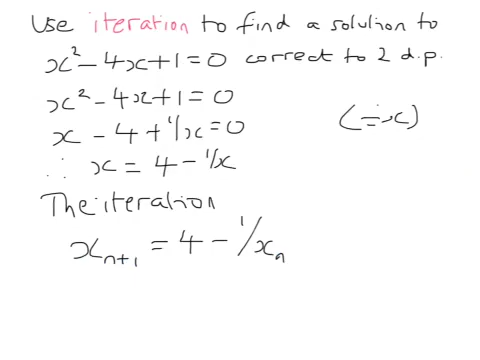 Use iteration to find a solution to
x² - 4x + 1 = 0 correct to 2 d.p.
x² - 4x + 1 = 0
x - 4 + 1/x = 0 (÷x)
∴ x = 4 - 1/x
The iteration
xₙ₊₁ = 4 - 1/xₙ